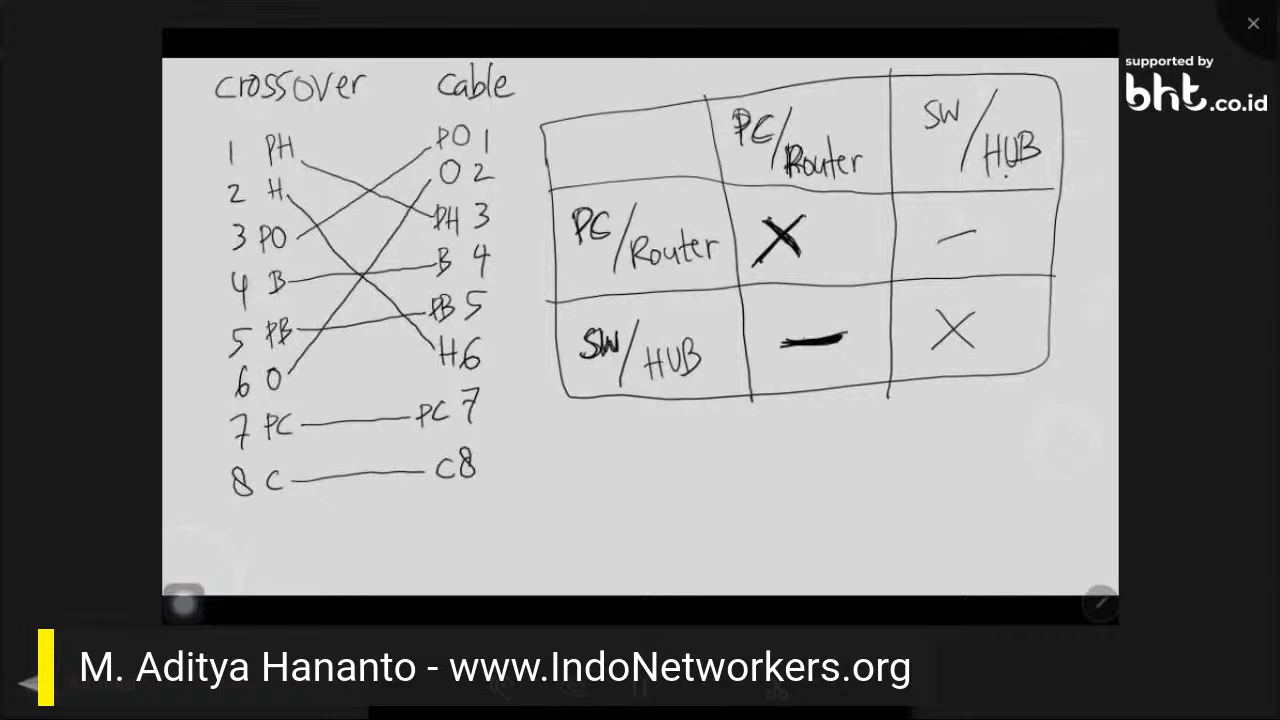 crossover cable
1 PH PO 1
2 H O 2
3 PO PH 3
4 B B 4
5 PB PB 5
6 O H 6
7 PC PC 7
8 C C 8
PC/Router SW/HUB
PC/Router X –
SW/HUB – X
supported by
bht.co.id
M. Aditya Hananto - www.IndoNetworkers.org